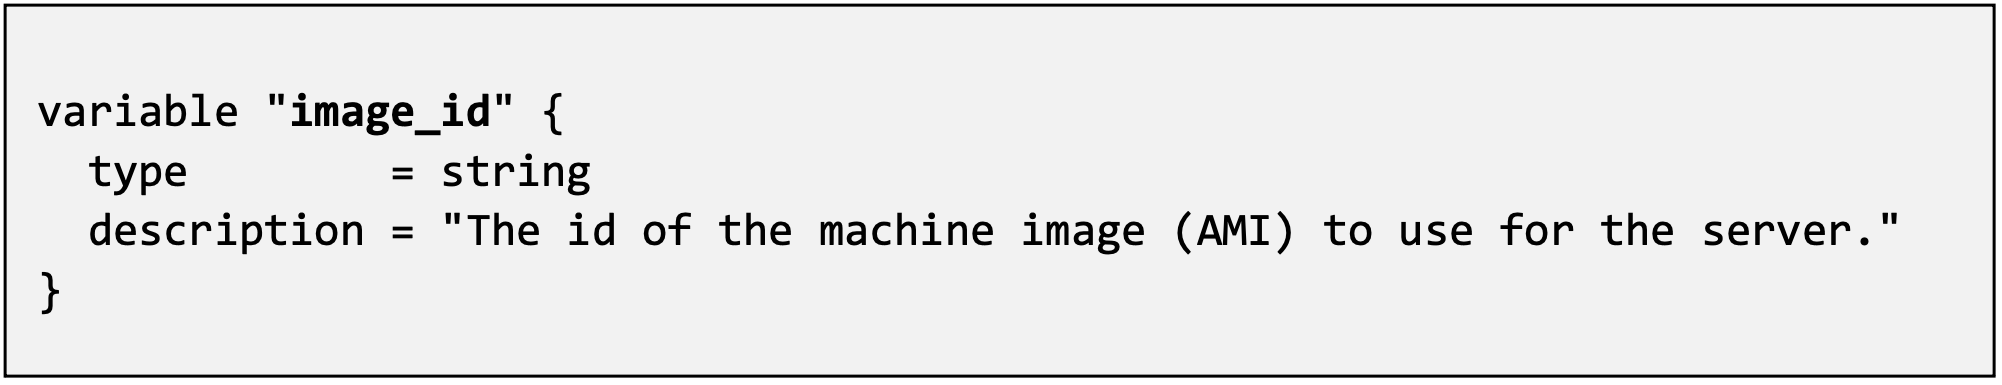 variable "image_id" {
  type        = string
  description = "The id of the machine image (AMI) to use for the server."
}